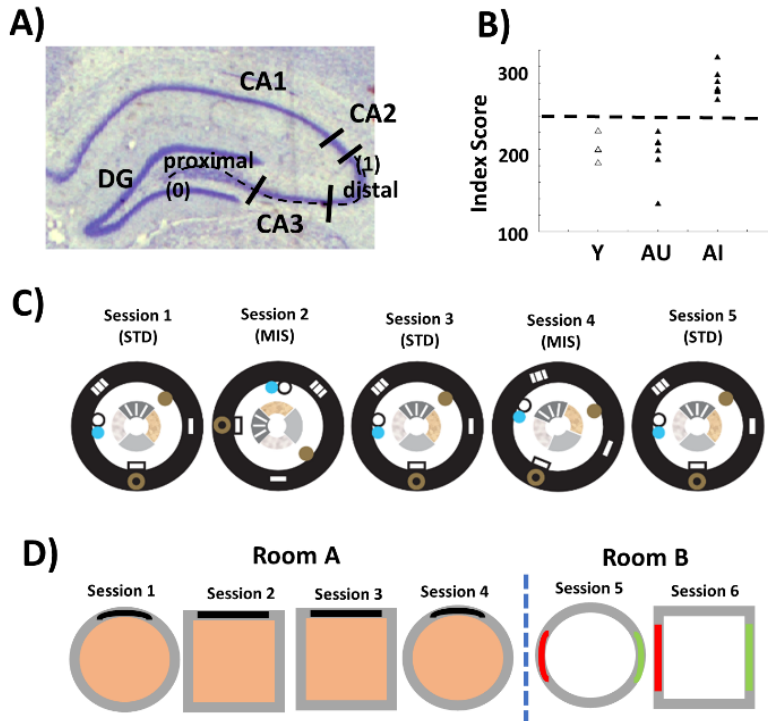 A)
CA1
CA2
proximal
(1)
DG
(0)
distal
CA3
B)
Index Score
300
200
100
Y AU AI
C)
Session 1
(STD)
Session 2
(MIS)
Session 3
(STD)
Session 4
(MIS)
Session 5
(STD)
D)
Room A
Room B
Session 1
Session 2
Session 3
Session 4
Session 5
Session 6